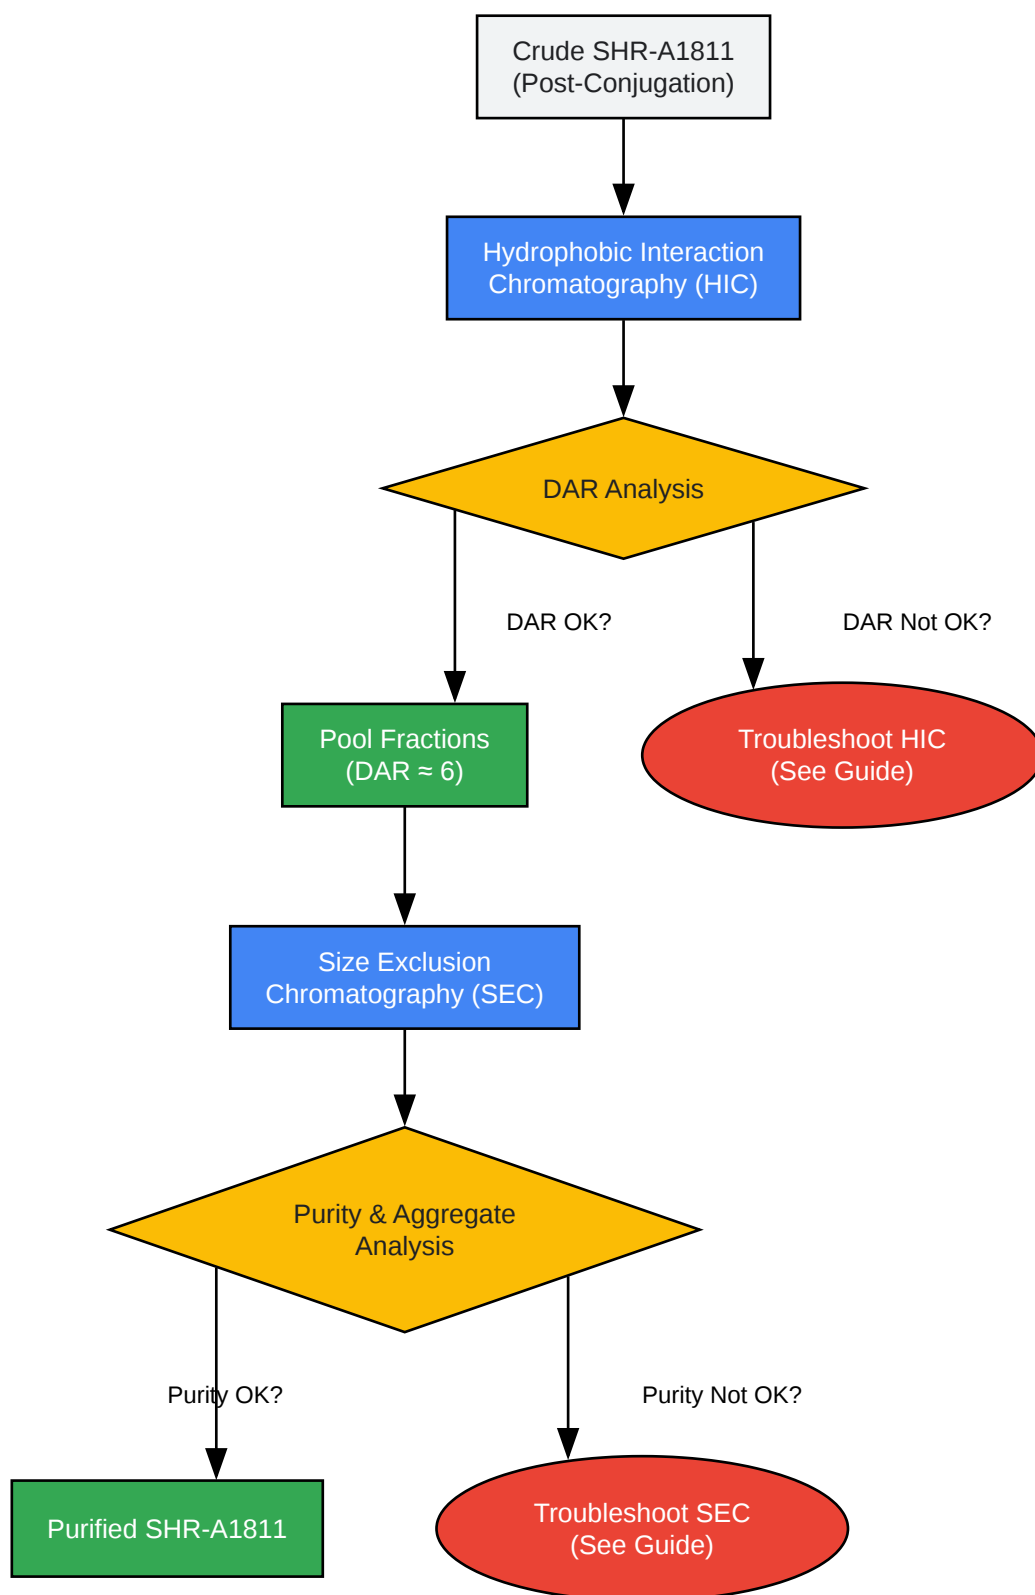 Crude SHR-A1811
(Post-Conjugation)
Hydrophobic Interaction
Chromatography (HIC)
DAR Analysis
DAR OK?
DAR Not OK?
Pool Fractions
(DAR ≈ 6)
Troubleshoot HIC
(See Guide)
Size Exclusion
Chromatography (SEC)
Purity & Aggregate
Analysis
Purity OK?
Purity Not OK?
Purified SHR-A1811
Troubleshoot SEC
(See Guide)